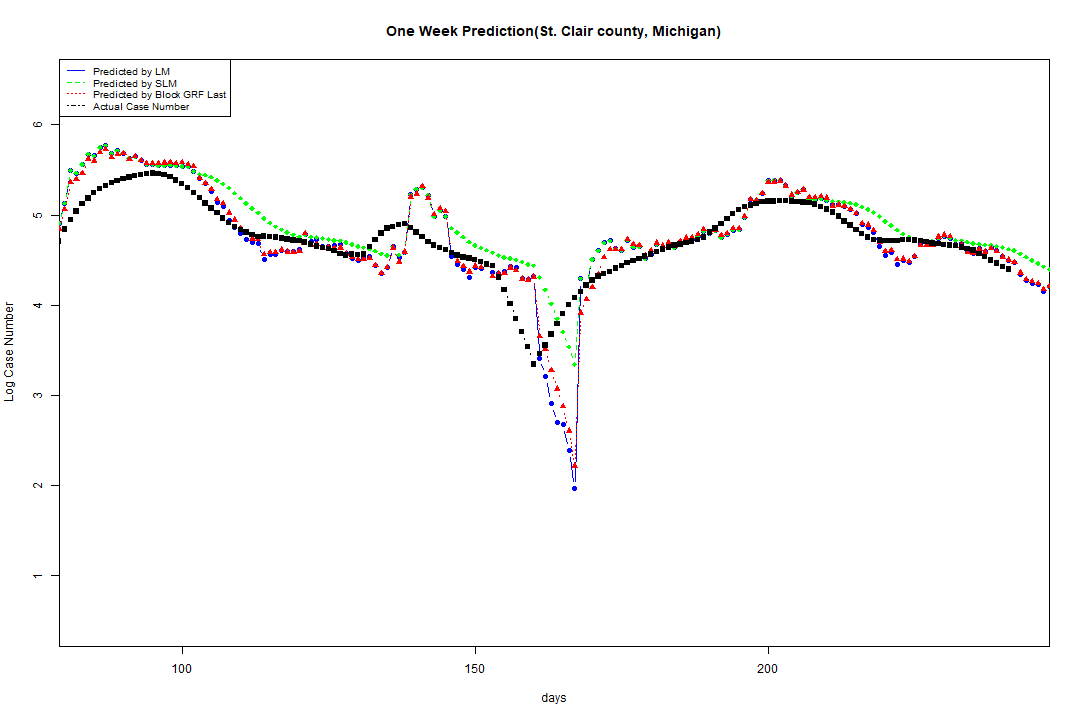 One Week Prediction(St. Clair county, Michigan)
Predicted by LM
Predicted by SLM
Predicted by Block GRF Last
Actual Case Number
6
5
4
3
2
1
Log Case Number
100 150 200
days